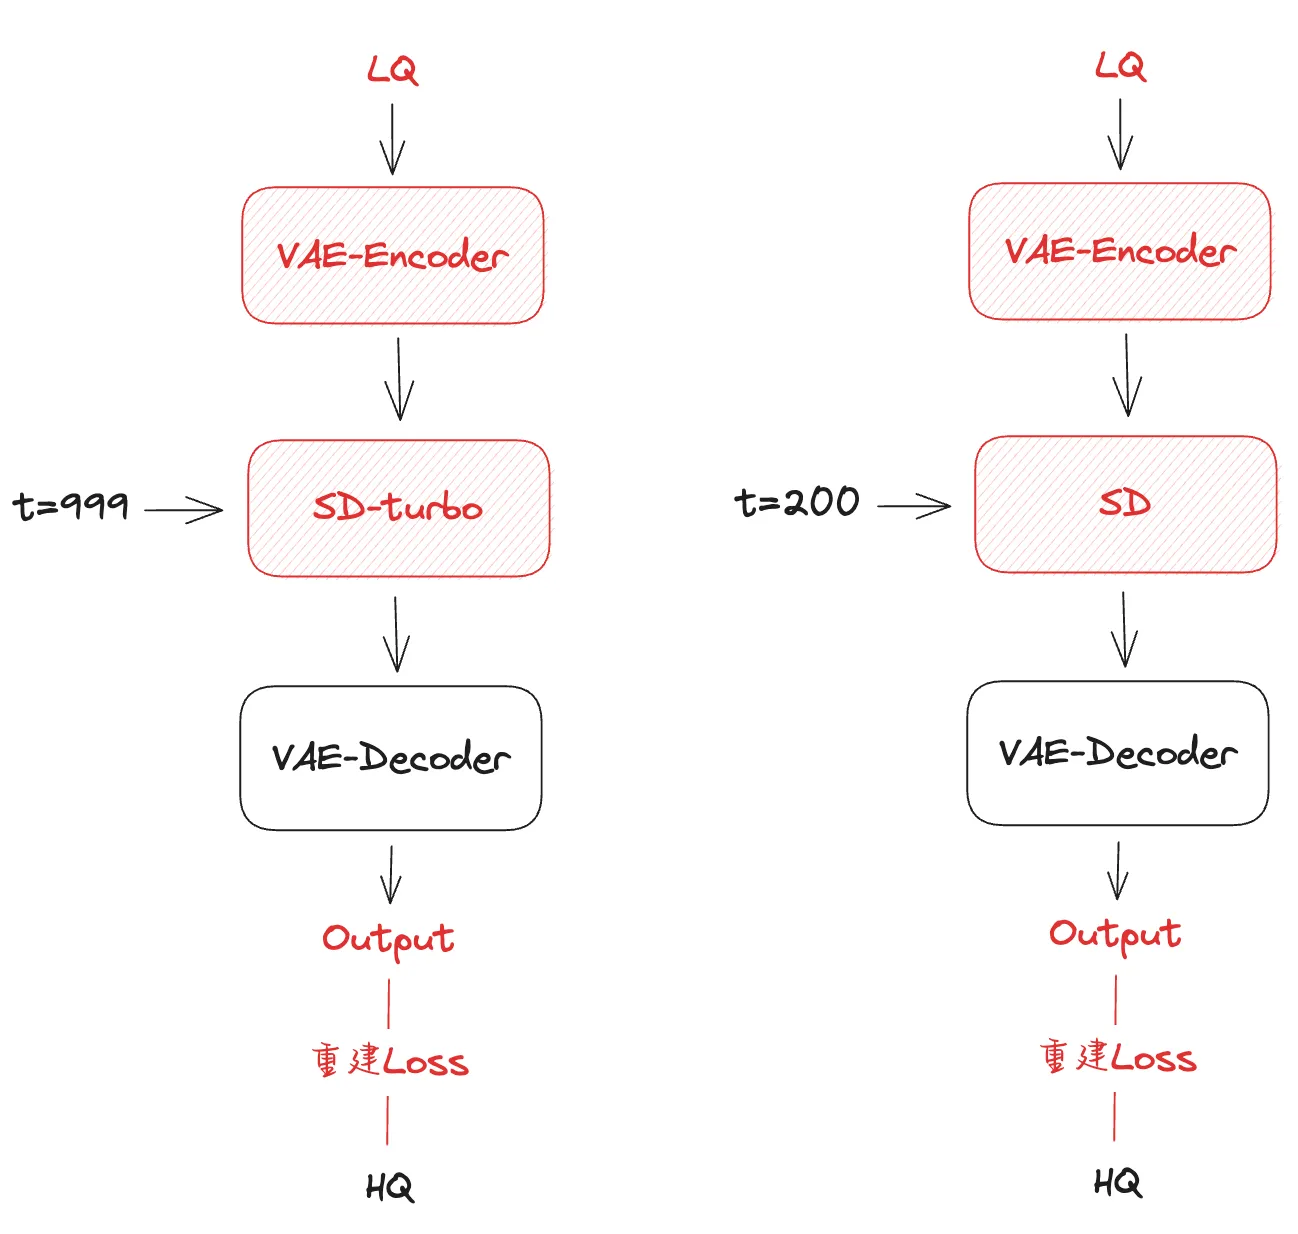 LQ
VAE-Encoder
t=999
SD-turbo
VAE-Decoder
Output
重建Loss
HQ
LQ
VAE-Encoder
t=200
SD
VAE-Decoder
Output
重建Loss
HQ